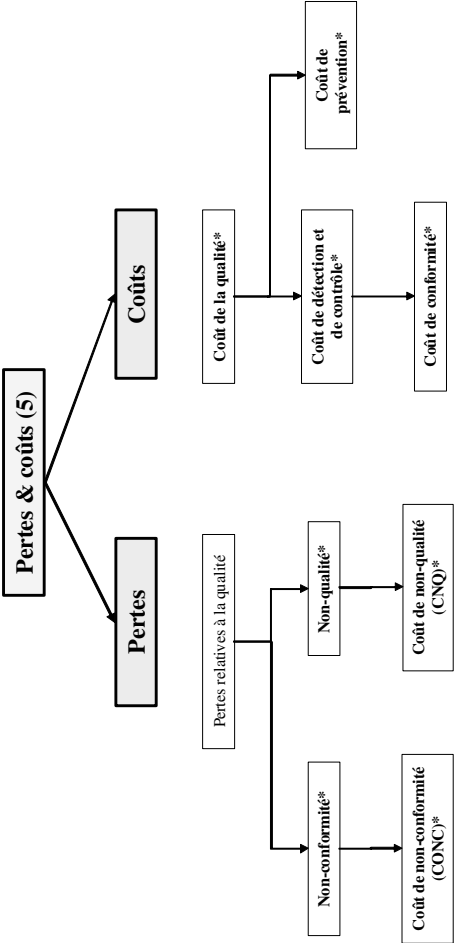 Pertes & coûts (5)
Pertes
Coûts
Pertes relatives à la qualité
Coût de la qualité*
Non-conformité*
Non-qualité*
Coût de détection et
de contrôle*
Coût de
prévention*
Coût de non-conformité
(CONC)*
Coût de non-qualité
(CNQ)*
Coût de conformité*